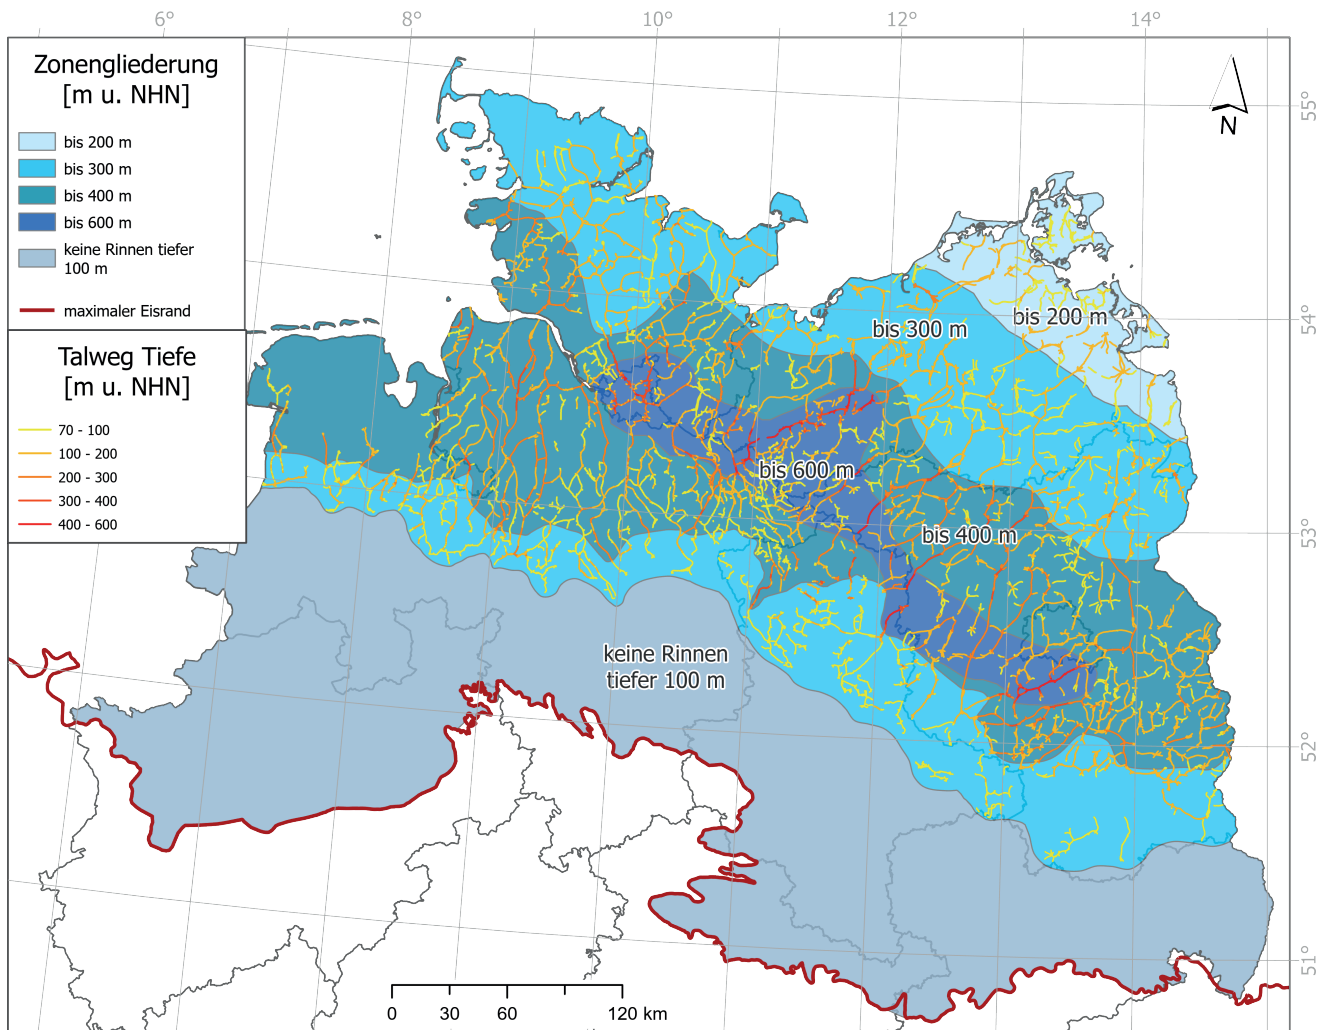 6° 8° 10° 12° 14°
Zonengliederung
[m u. NHN]
bis 200 m
bis 300 m
bis 400 m
bis 600 m
keine Rinnen tiefer
100 m
maximaler Eisrand
Talweg Tiefe
[m u. NHN]
70 - 100
100 - 200
200 - 300
300 - 400
400 - 600
N
55°
54°
53°
52°
51°
bis 300 m
bis 200 m
bis 600 m
bis 400 m
keine Rinnen
tiefer 100 m
0 30 60 120 km